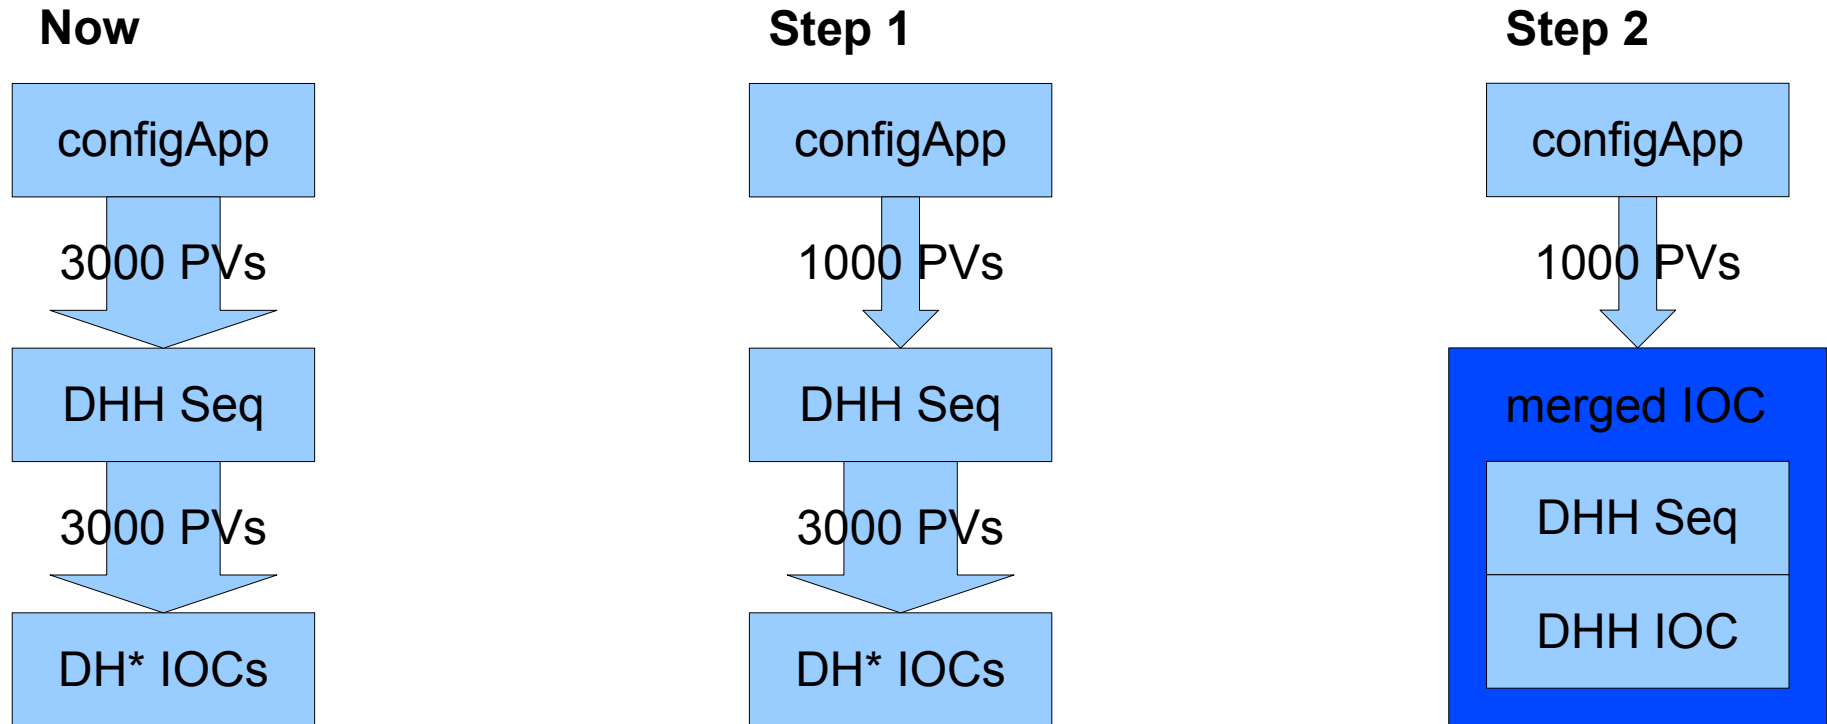 Now
configApp
3000 PVs
DHH Seq
3000 PVs
DH* IOCs
Step 1
configApp
1000 PVs
DHH Seq
3000 PVs
DH* IOCs
Step 2
configApp
1000 PVs
merged IOC
DHH Seq
DHH IOC